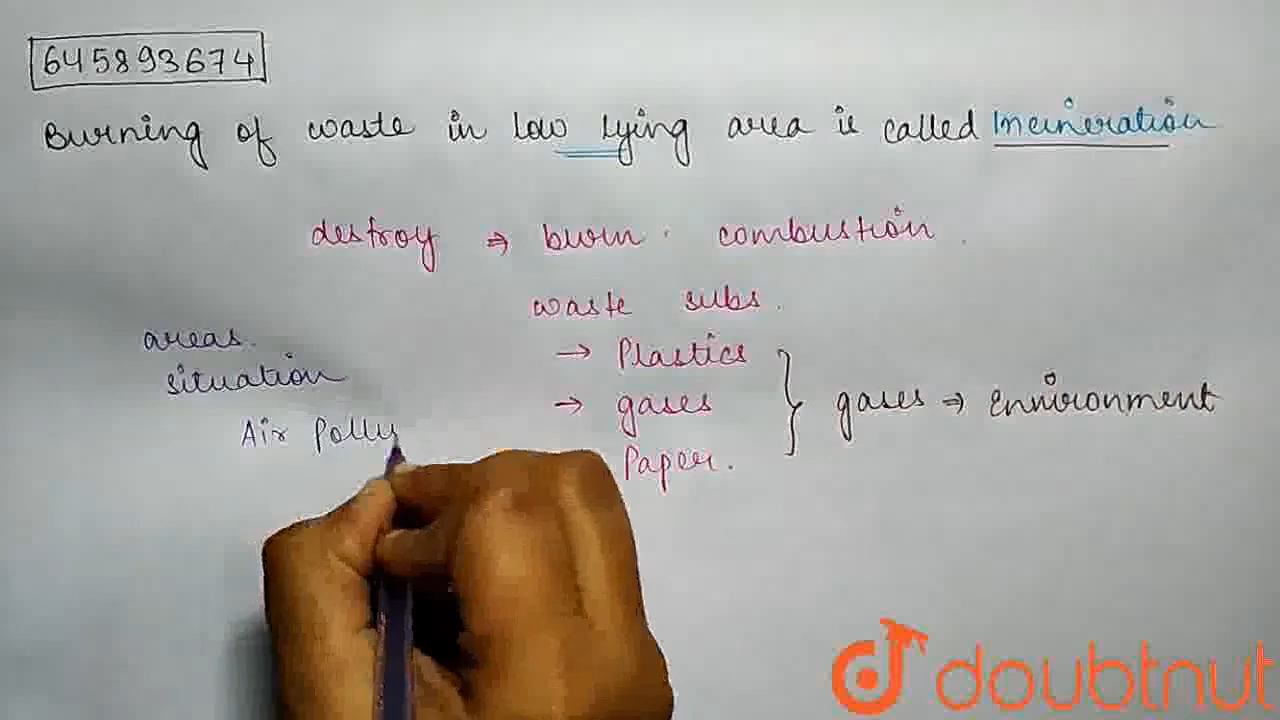 645893674
Burning of waste in low lying area is called Incineration
destroy ⇒ burn. combustion.
waste subs.
areas.
situation
→ Plastics
→ gases
Paper.
} gases ⇒ environment
Air Pollu
doubtnut